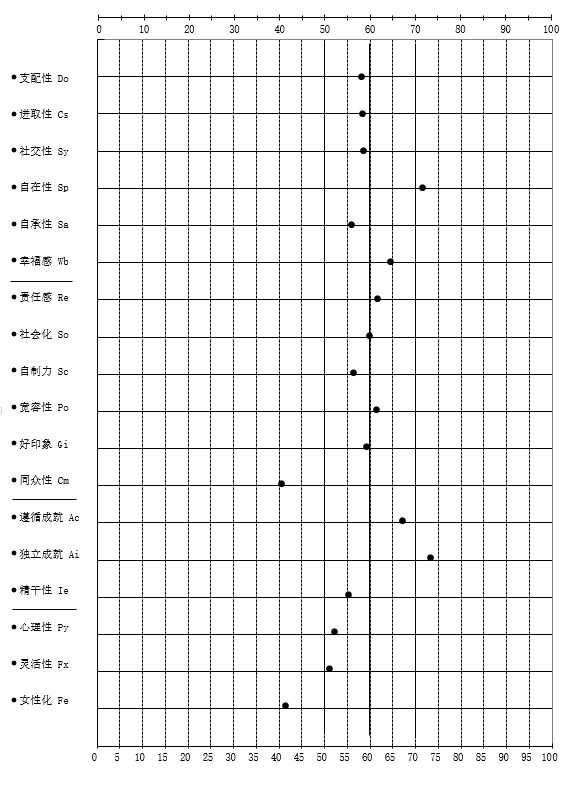 0 10 20 30 40 50 60 70 80 90 100
支配性 Do
进取性 Cs
社交性 Sy
自在性 Sp
自承性 Sa
幸福感 Wb
责任感 Re
社会化 So
自制力 Sc
宽容性 Po
好印象 Gi
同众性 Cm
遵循成就 Ac
独立成就 Ai
精干性 Ie
心理性 Py
灵活性 Fx
女性化 Fe
0 5 10 15 20 25 30 35 40 45 50 55 60 65 70 75 80 85 90 95 100